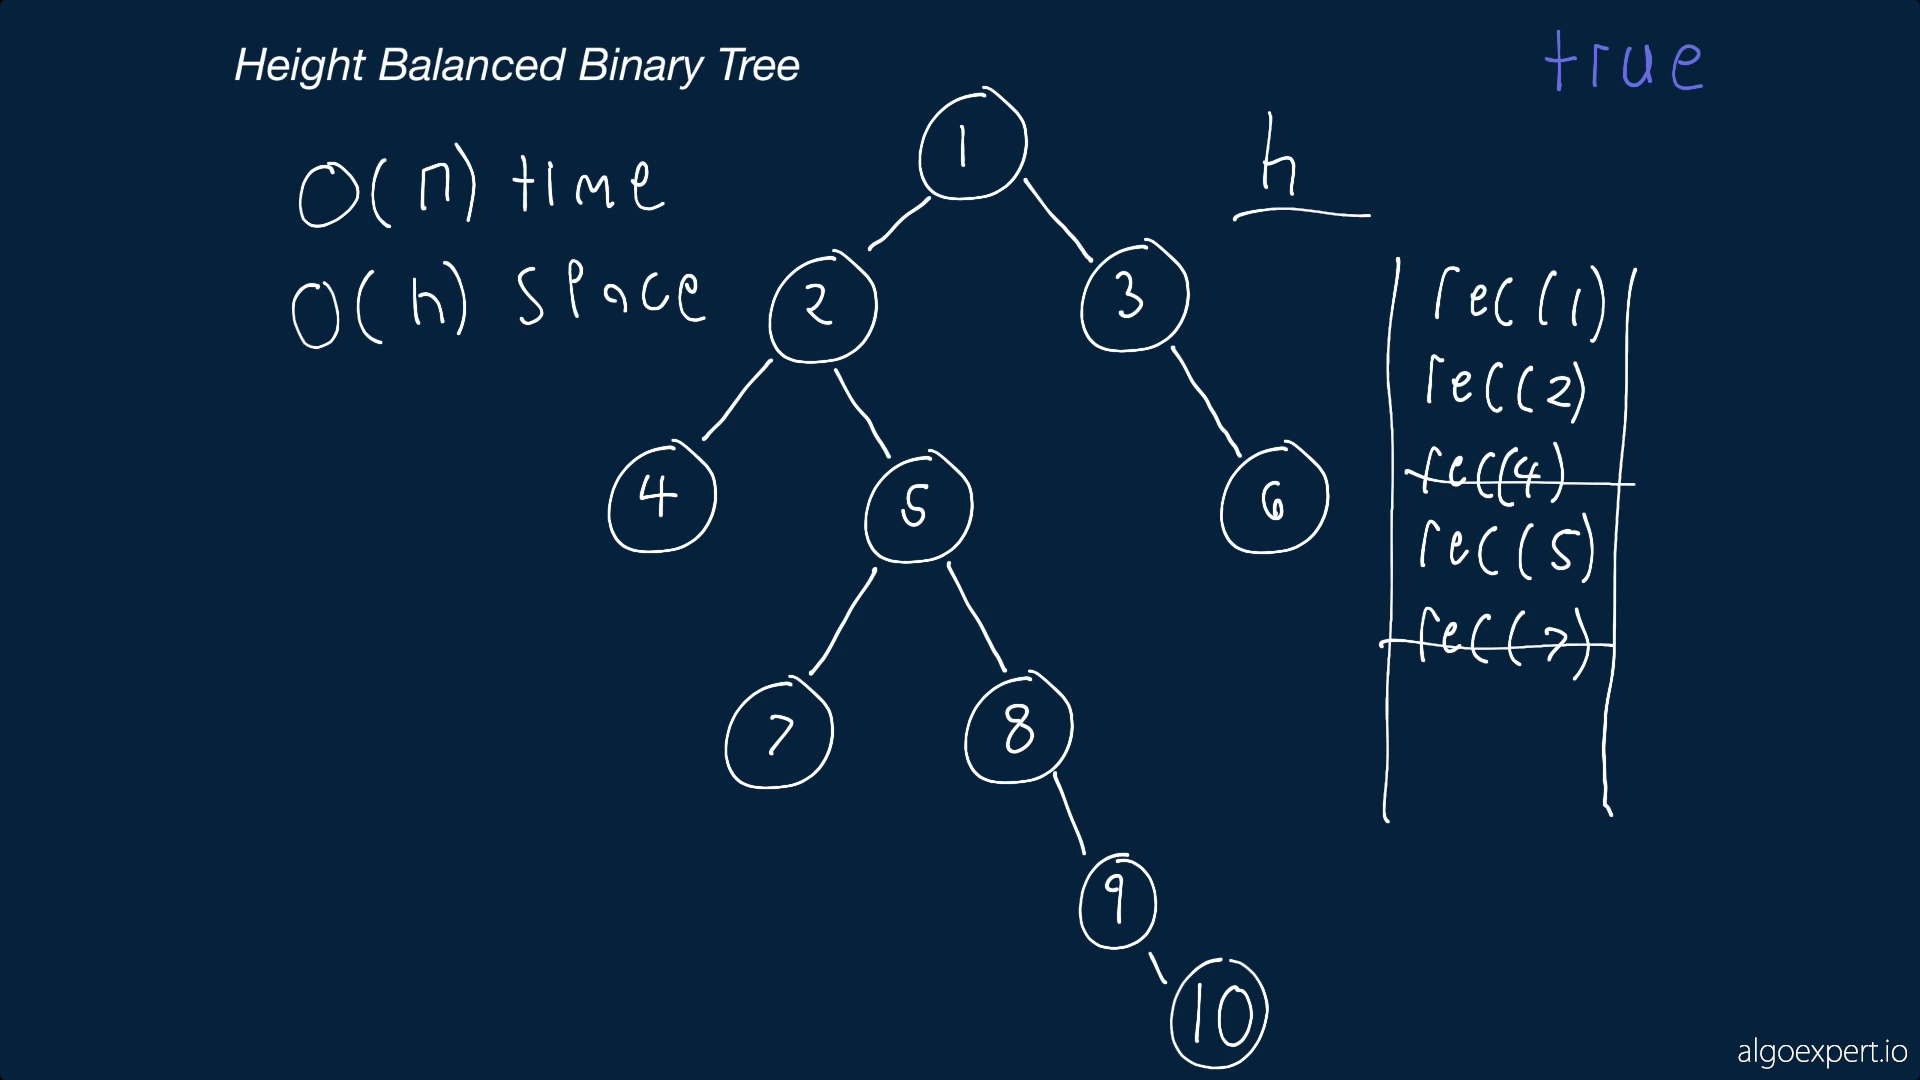 Height Balanced Binary Tree
true
O(n) time
O(h) space
h
1
2
3
4
5
6
7
8
9
10
rec(1)
rec(2)
rec(4)
rec(5)
rec(7)
algoexpert.io